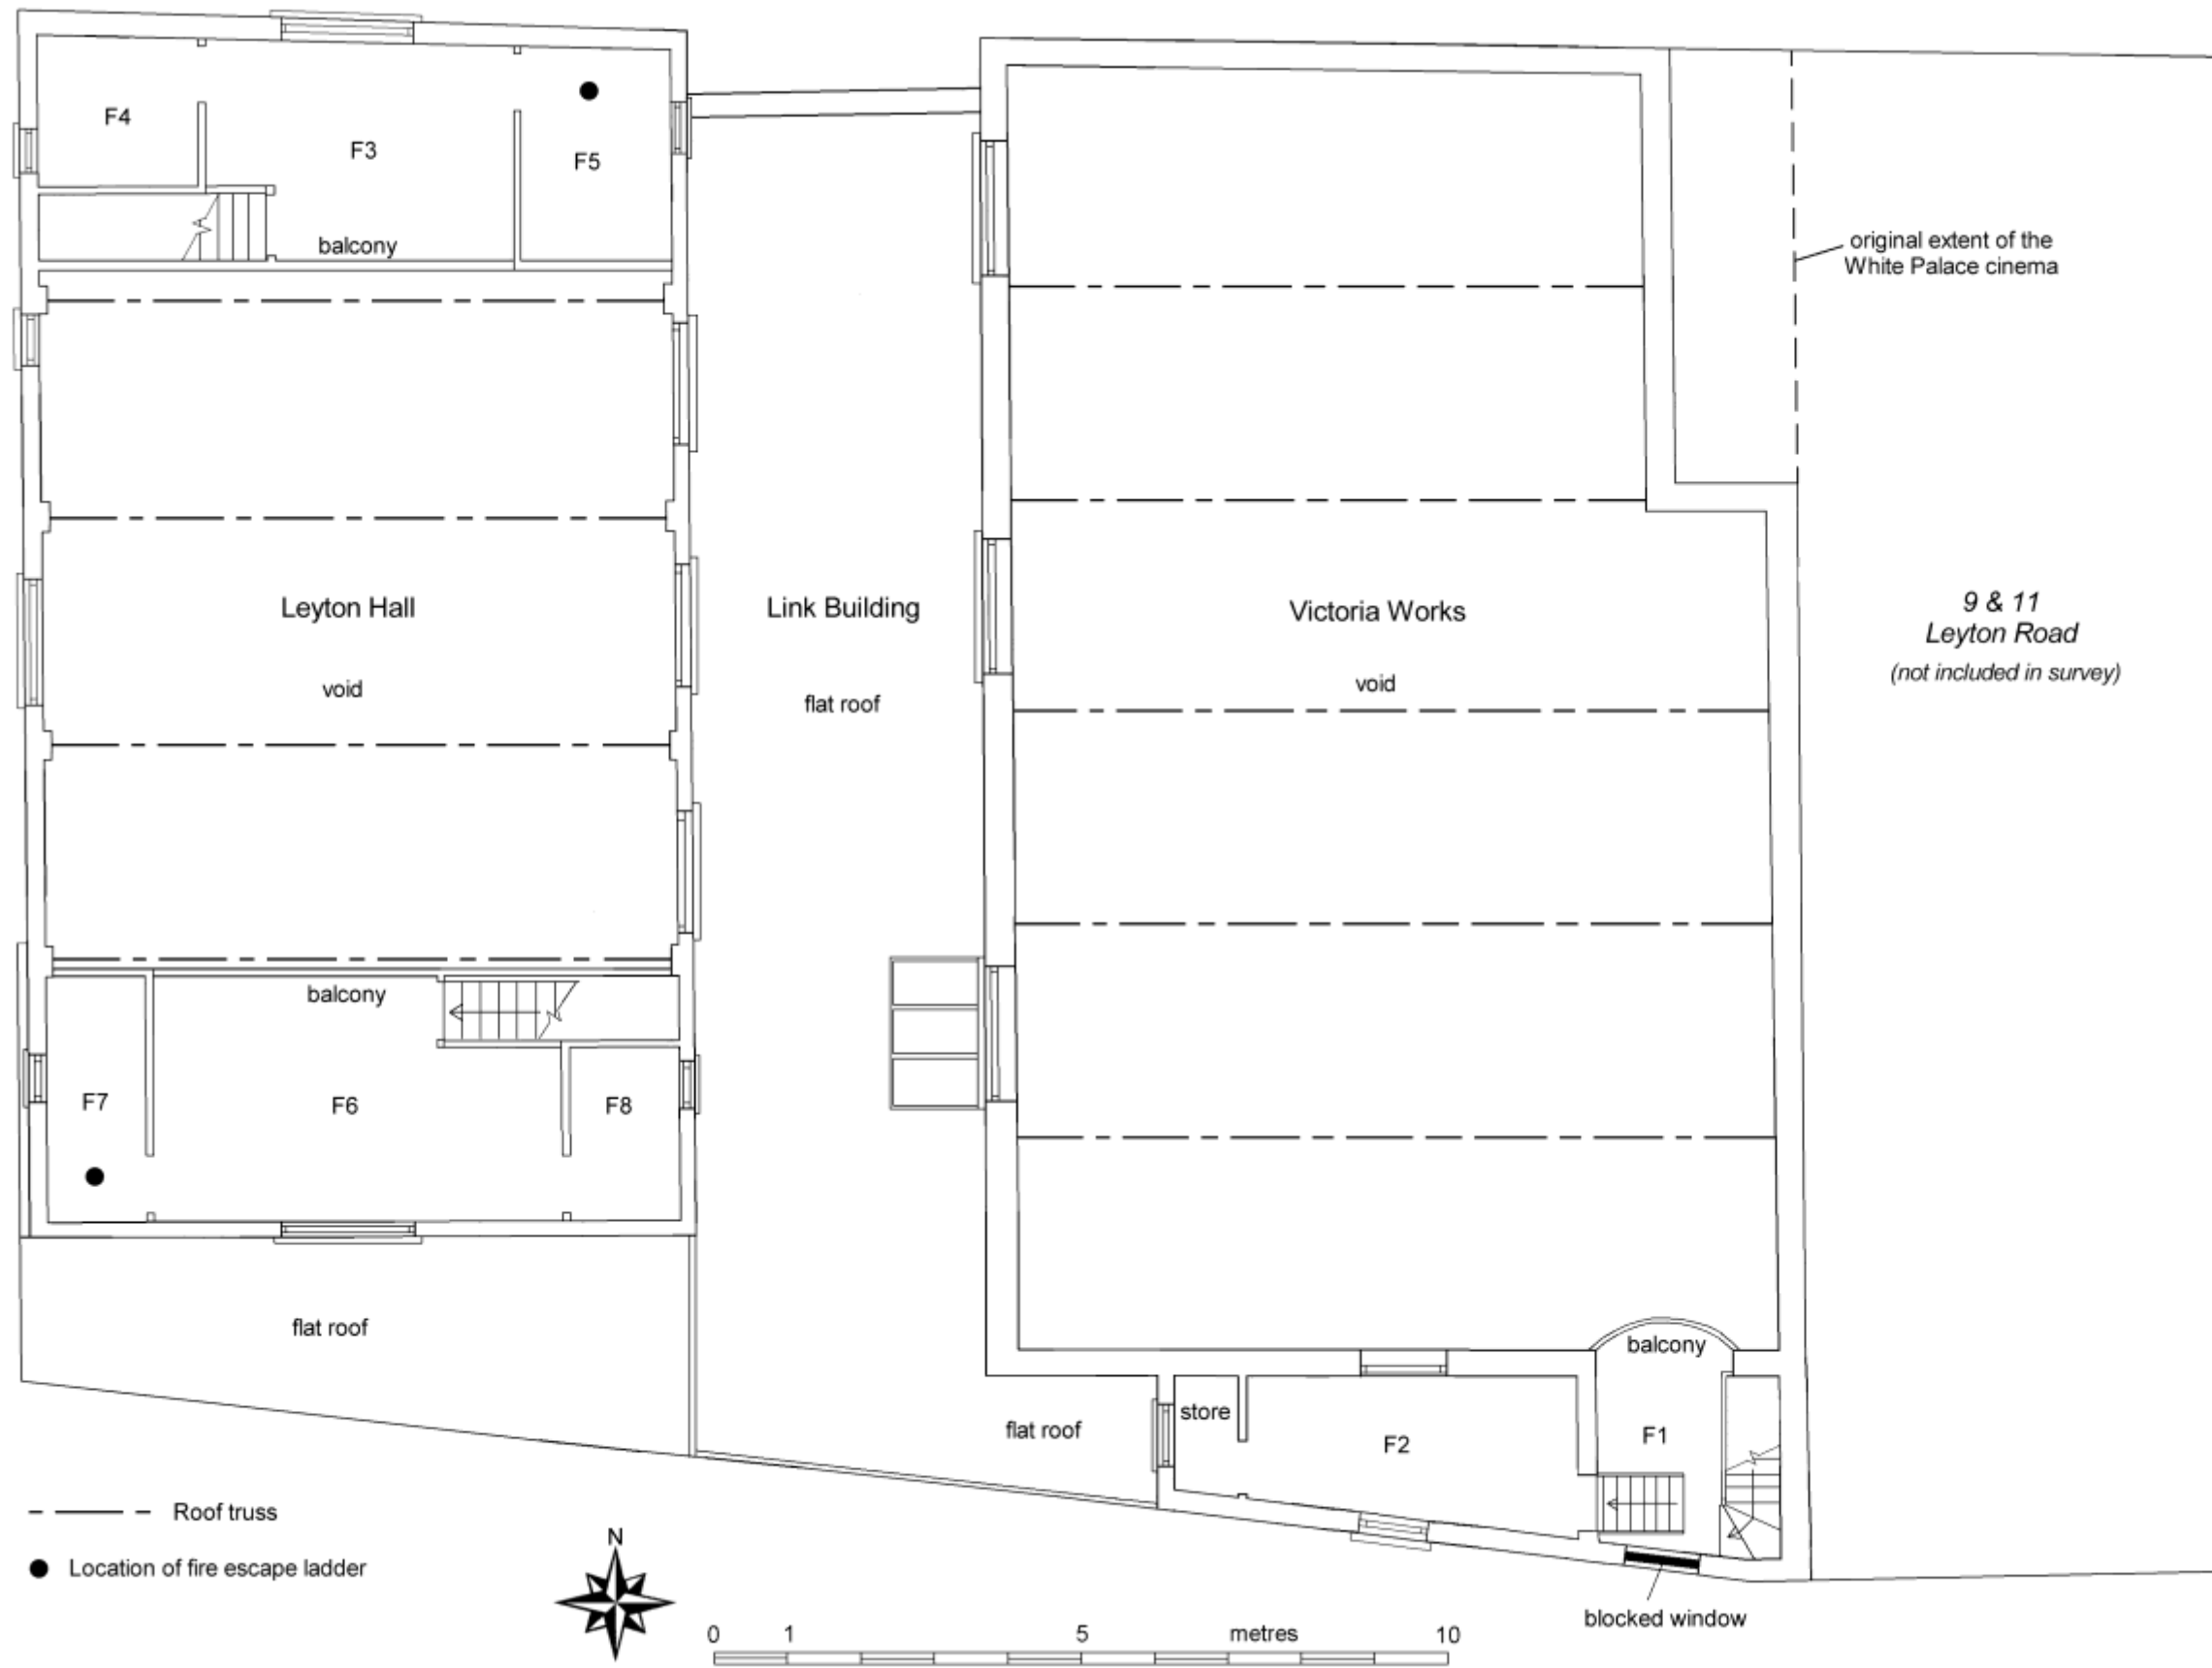 F4
F3
F5
balcony
original extent of the
White Palace cinema
Leyton Hall
Link Building
Victoria Works
9 & 11
Leyton Road
(not included in survey)
void
flat roof
void
balcony
F7
F6
F8
flat roof
balcony
store
flat roof
F2
F1
Roof truss
Location of fire escape ladder
N
blocked window
0 1 5 metres 10